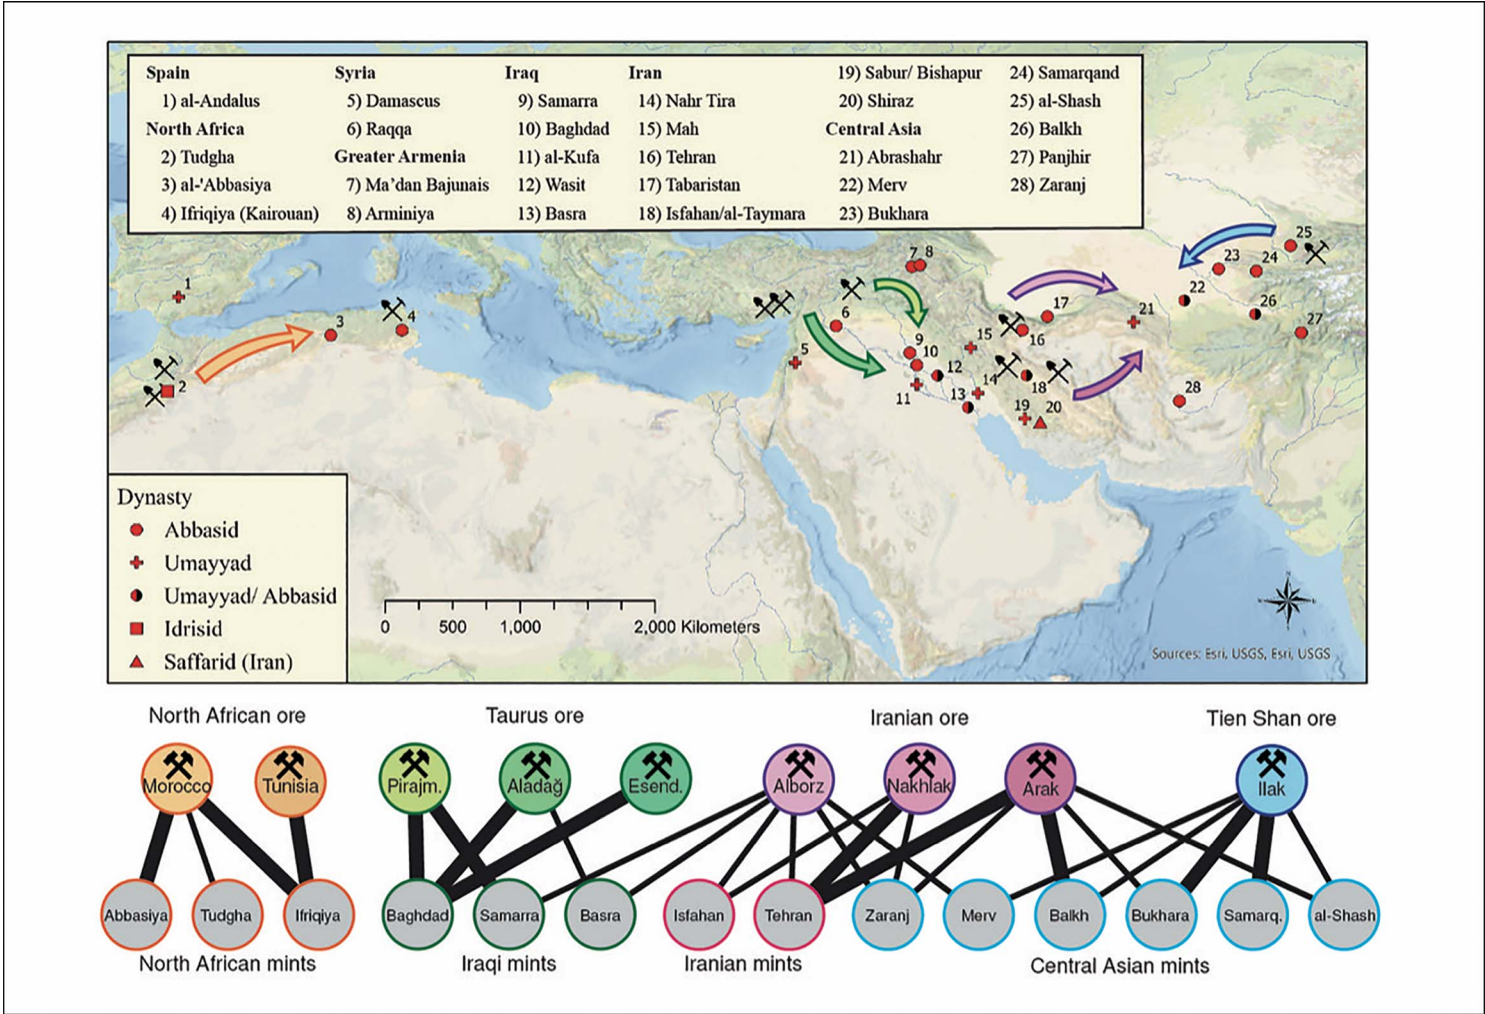 Spain
1) al-Andalus
North Africa
2) Tudgha
3) al-'Abbasiya
4) Ifriqiya (Kairouan)
Syria
5) Damascus
6) Raqqa
Greater Armenia
7) Ma’dan Bajunais
8) Arminiya
Iraq
9) Samarra
10) Baghdad
11) al-Kufa
12) Wasit
13) Basra
Iran
14) Nahr Tira
15) Mah
16) Tehran
17) Tabaristan
18) Isfahan/al-Taymara
19) Sabur/ Bishapur
20) Shiraz
Central Asia
21) Abrashahr
22) Merv
23) Bukhara
24) Samarqand
25) al-Shash
26) Balkh
27) Panjhir
28) Zaranj
1
2
3
4
5
6
7
8
9
10
11
12
13
14
15
16
17
18
19
20
21
22
23
24
25
26
27
28
Dynasty
Abbasid
Umayyad
Umayyad/ Abbasid
Idrisid
Saffarid (Iran)
0 500 1,000 2,000 Kilometers
Sources: Esri, USGS, Esri, USGS
North African ore
Taurus ore
Iranian ore
Tien Shan ore
Morocco
Tunisia
Pirajm.
Aladağ
Esend.
Alborz
Nakhlak
Arak
Ilak
Abbasiya
Tudgha
Ifriqiya
Baghdad
Samarra
Basra
Isfahan
Tehran
Zaranj
Merv
Balkh
Bukhara
Samarq.
al-Shash
North African mints
Iraqi mints
Iranian mints
Central Asian mints